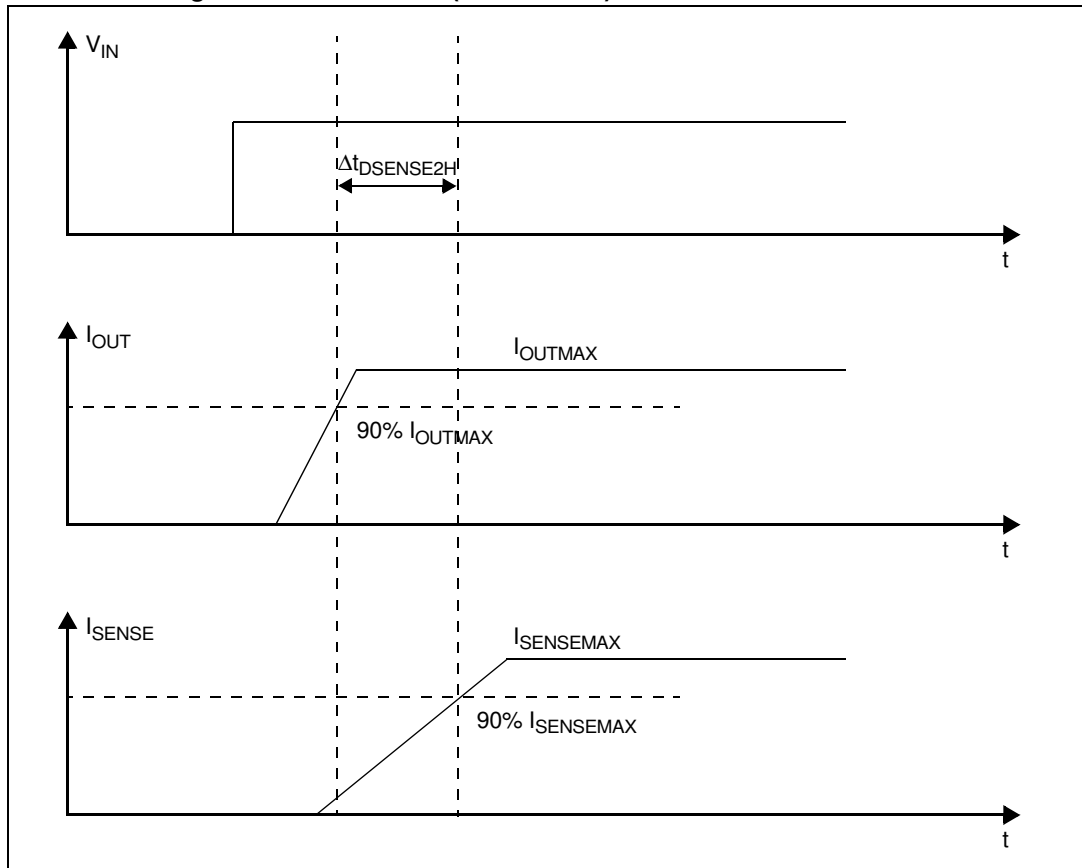 V_IN
Δt_DSENSE2H
t
I_OUT
I_OUTMAX
90% I_OUTMAX
t
I_SENSE
I_SENSEMAX
90% I_SENSEMAX
t